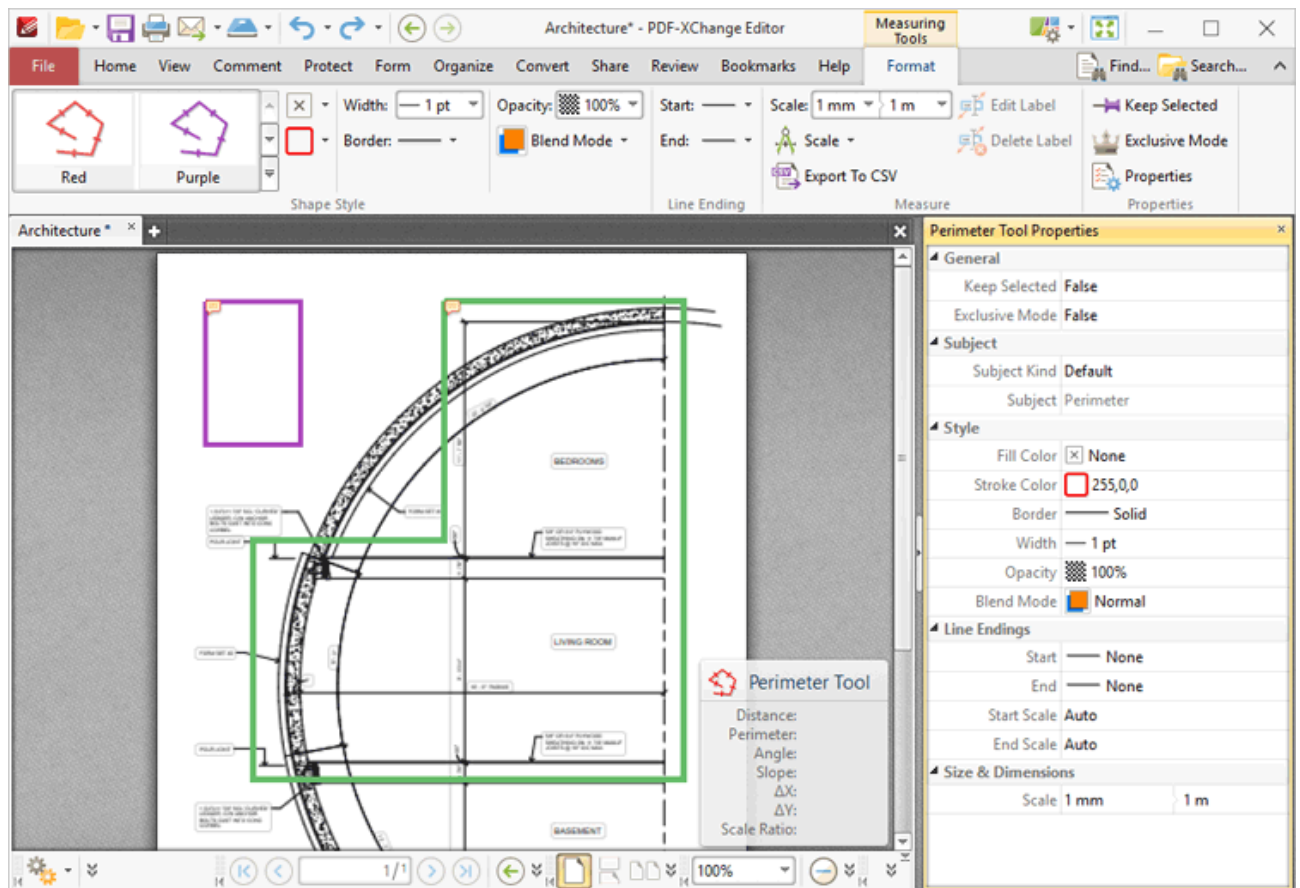 Architecture* - PDF-XChange Editor
Measuring
Tools
File Home View Comment Protect Form Organize Convert Share Review Bookmarks Help Format Find... Search...
Width: 1 pt Opacity: 100% Start: Scale: 1 mm 1 m Edit Label Keep Selected
Border: Blend Mode End: Scale Delete Label Exclusive Mode
Red Purple CSV Export To CSV Properties
Shape Style Line Ending Measure Properties
Architecture *
Perimeter Tool Properties
General
Keep Selected False
Exclusive Mode False
Subject
Subject Kind Default
Subject Perimeter
Style
Fill Color None
Stroke Color 255,0,0
Border Solid
Width 1 pt
Opacity 100%
Blend Mode Normal
Line Endings
Start None
End None
Start Scale Auto
End Scale Auto
Size & Dimensions
Scale 1 mm 1 m
BEDROOMS
LIVING ROOM
BASEMENT
Perimeter Tool
Distance:
Perimeter:
Angle:
Slope:
ΔX:
ΔY:
Scale Ratio:
1/1 100%